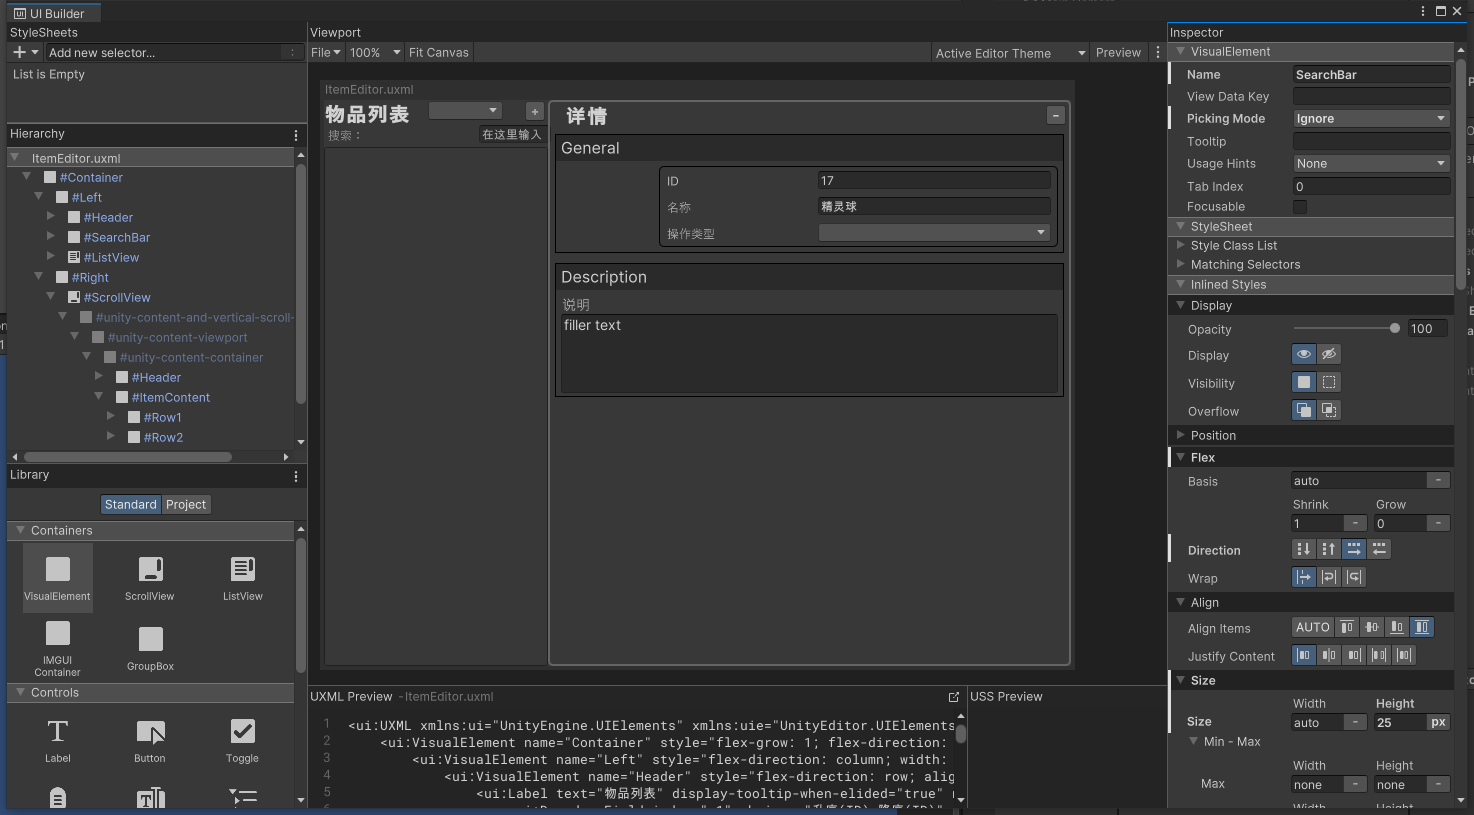 UI Builder
StyleSheets
Add new selector...
List is Empty
Hierarchy
ItemEditor.uxml
#Container
#Left
#Header
#SearchBar
#ListView
#Right
#ScrollView
#unity-content-and-vertical-scroll-
#unity-content-viewport
#unity-content-container
#Header
#ItemContent
#Row1
#Row2
Library
Standard
Project
Containers
VisualElement
ScrollView
ListView
IMGUI
Container
GroupBox
Controls
Label
Button
Toggle
Viewport
File
100%
Fit Canvas
Active Editor Theme
Preview
ItemEditor.uxml
物品列表
+
搜索：
在这里输入
详情
-
General
ID
17
名称
精灵球
操作类型
Description
说明
filler text
UXML Preview - ItemEditor.uxml
1 <ui:UXML xmlns:ui="UnityEngine.UIElements" xmlns:uie="UnityEditor.UIElements
2 <ui:VisualElement name="Container" style="flex-grow: 1; flex-direction:
3 <ui:VisualElement name="Left" style="flex-direction: column; width:
4 <ui:VisualElement name="Header" style="flex-direction: row; alig
5 <ui:Label text="物品列表" display-tooltip-when-elided="true"
USS Preview
Inspector
VisualElement
Name
SearchBar
View Data Key
Picking Mode
Ignore
Tooltip
Usage Hints
None
Tab Index
0
Focusable
StyleSheet
Style Class List
Matching Selectors
Inlined Styles
Display
Opacity
100
Display
Visibility
Overflow
Position
Flex
Basis
auto
-
Shrink
Grow
1
-
0
-
Direction
Wrap
Align
Align Items
AUTO
Justify Content
Size
Width
Height
Size
auto
-
25
px
Min - Max
Width
Height
Max
none
-
none
-